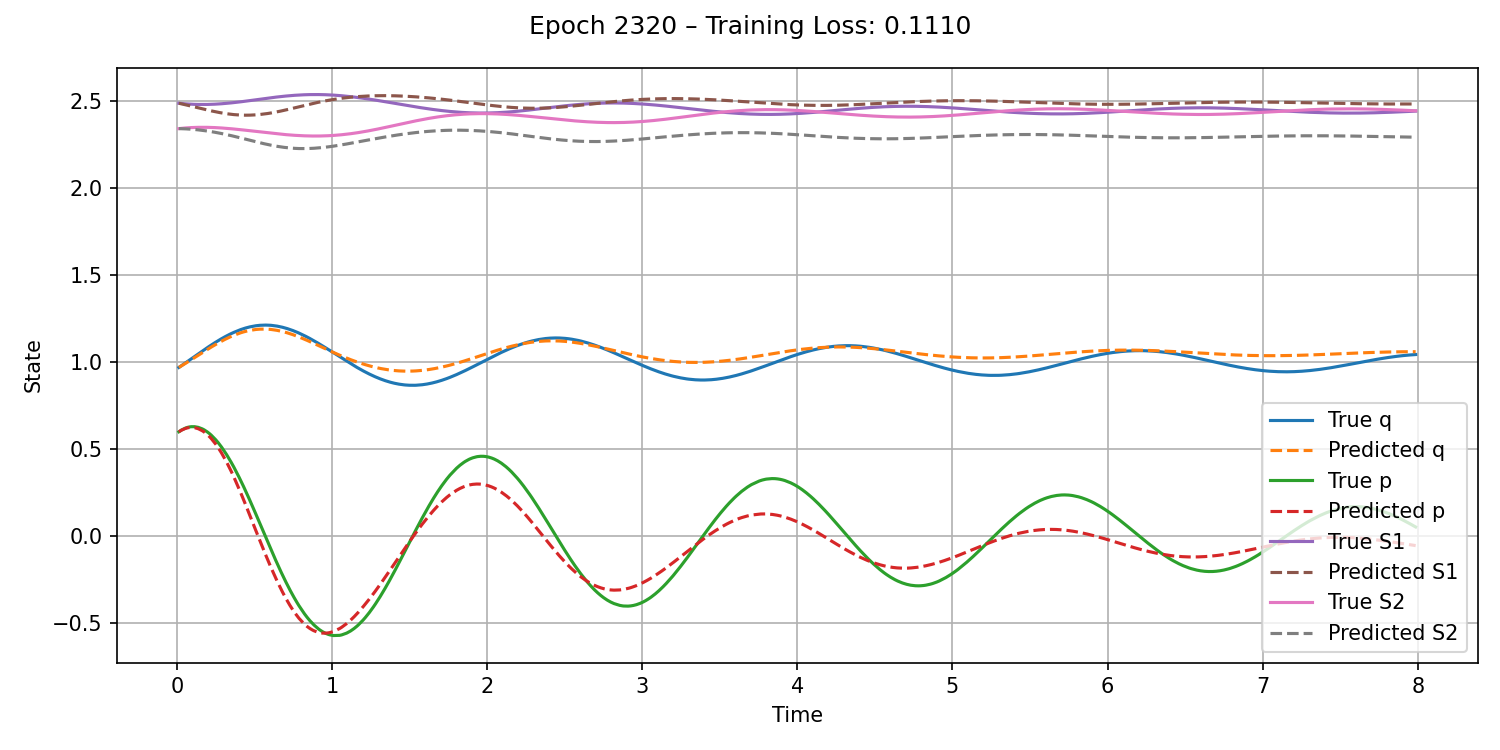 Epoch 2320 – Training Loss: 0.1110
State
2.5
2.0
1.5
1.0
0.5
0.0
−0.5
0
1
2
3
4
5
6
7
8
Time
True q
Predicted q
True p
Predicted p
True S1
Predicted S1
True S2
Predicted S2